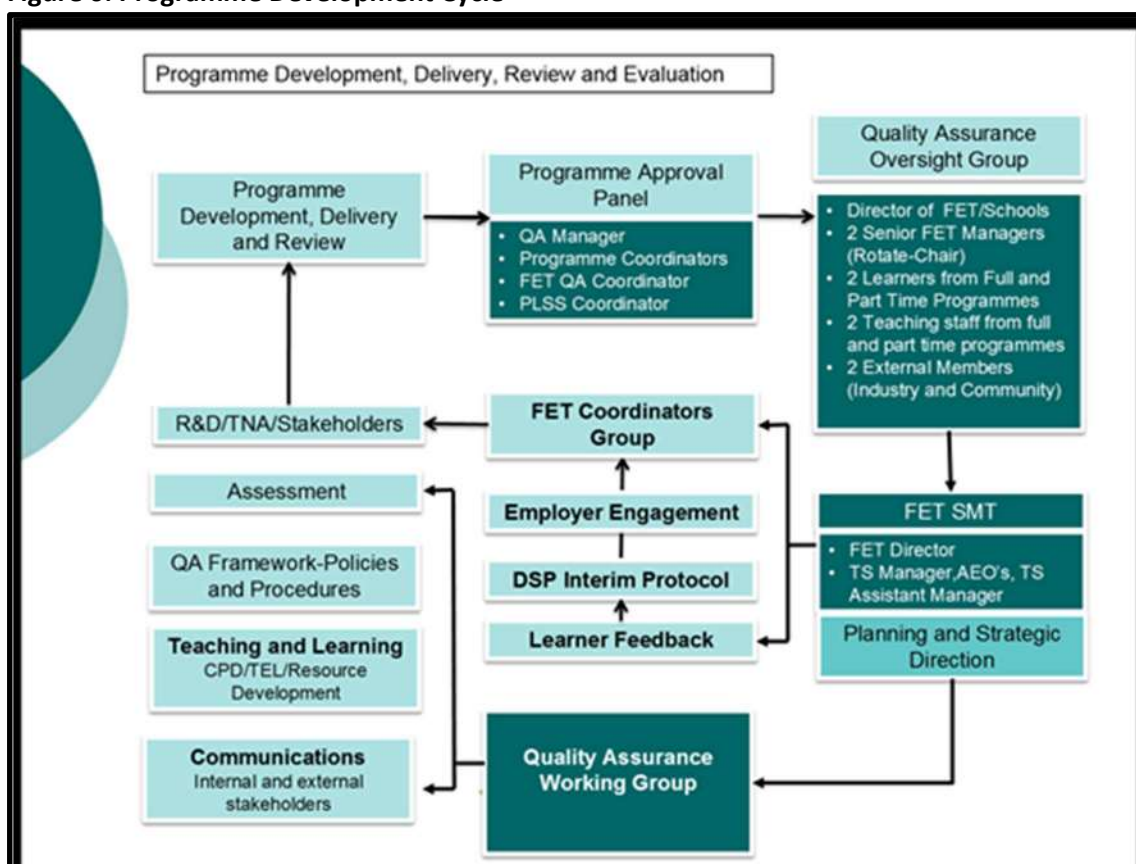 Programme Development, Delivery, Review and Evaluation
Programme
Development, Delivery
and Review
Programme Approval
Panel
• QA Manager
• Programme Coordinators
• FET QA Coordinator
• PLSS Coordinator
Quality Assurance
Oversight Group
• Director of FET/Schools
• 2 Senior FET Managers
(Rotate-Chair)
• 2 Learners from Full and
Part Time Programmes
• 2 Teaching staff from full
and part time programmes
• 2 External Members
(Industry and Community)
R&D/TNA/Stakeholders
FET Coordinators
Group
Assessment
Employer Engagement
FET SMT
• FET Director
• TS Manager,AEO's, TS
Assistant Manager
QA Framework-Policies
and Procedures
DSP Interim Protocol
Teaching and Learning
CPD/TEL/Resource
Development
Learner Feedback
Planning and Strategic
Direction
Communications
Internal and external
stakeholders
Quality Assurance
Working Group